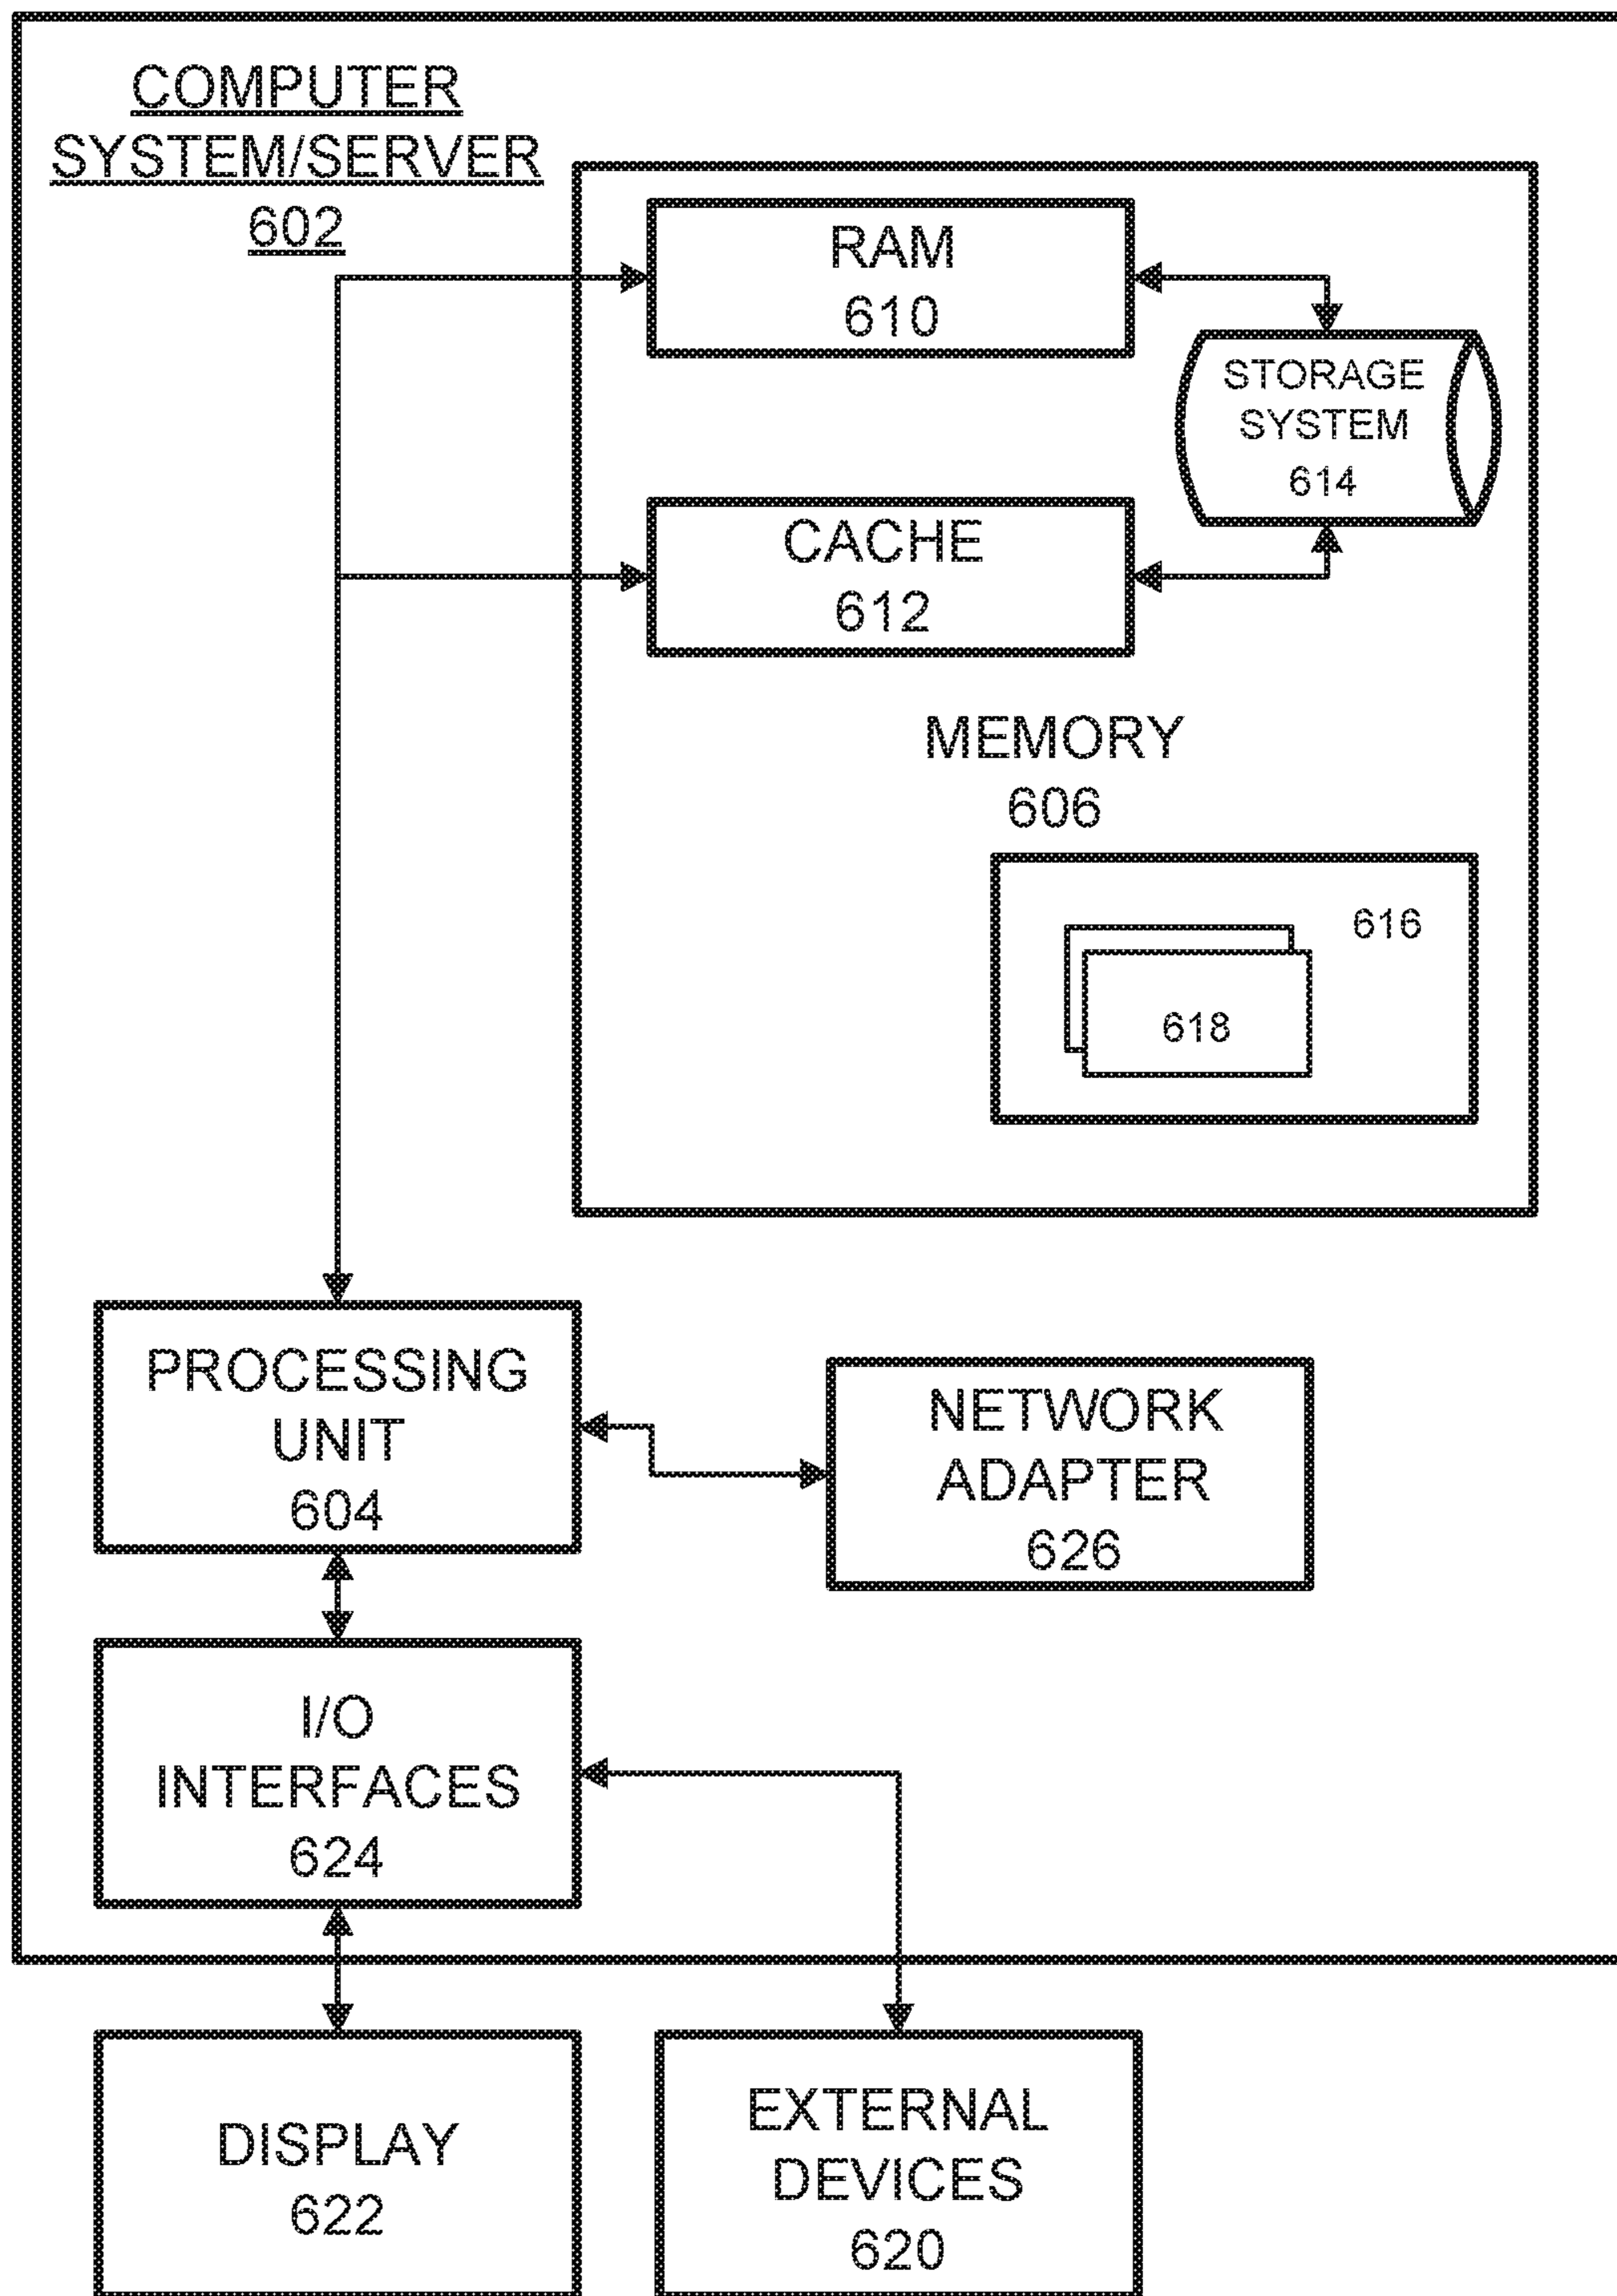 COMPUTER
SYSTEM/SERVER
602
RAM
610
STORAGE
SYSTEM
614
CACHE
612
MEMORY
606
616
618
PROCESSING
UNIT
604
NETWORK
ADAPTER
626
I/O
INTERFACES
624
DISPLAY
622
EXTERNAL
DEVICES
620